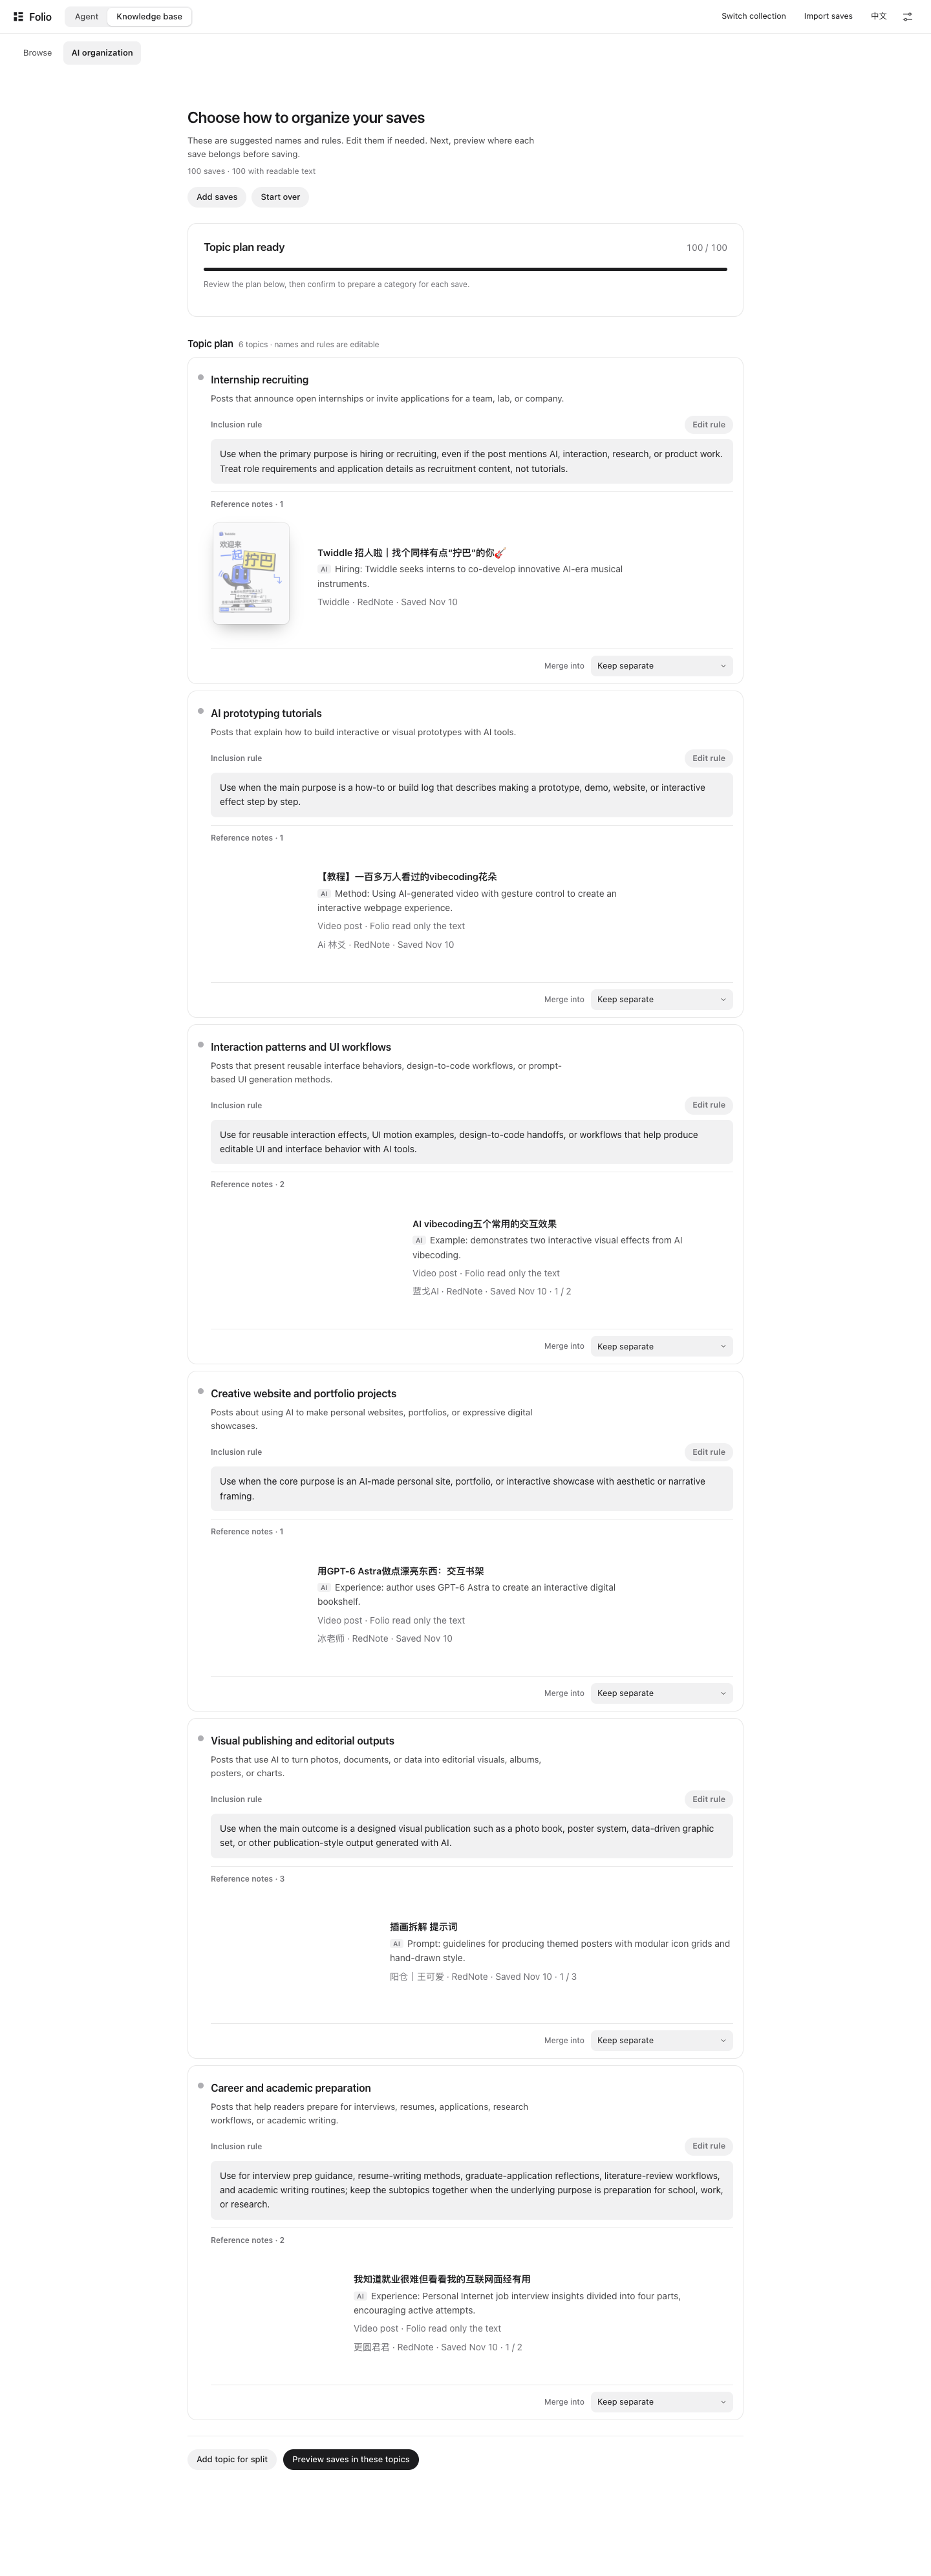 Folio
Agent
Knowledge base
Switch collection
Import saves
中文
Browse
AI organization
Choose how to organize your saves
These are suggested names and rules. Edit them if needed. Next, preview where each
save belongs before saving.
100 saves · 100 with readable text
Add saves
Start over
Topic plan ready
100 / 100
Review the plan below, then confirm to prepare a category for each save.
Topic plan 6 topics · names and rules are editable
Internship recruiting
Posts that announce open internships or invite applications for a team, lab, or company.
Inclusion rule
Edit rule
Use when the primary purpose is hiring or recruiting, even if the post mentions AI, interaction, research, or product work.
Treat role requirements and application details as recruitment content, not tutorials.
Reference notes · 1
Twiddle
欢迎来
一起
拧巴
Twiddle 招人啦｜找个同样有点“拧巴”的你🎸
AI Hiring: Twiddle seeks interns to co-develop innovative AI-era musical
instruments.
Twiddle · RedNote · Saved Nov 10
Merge into
Keep separate
AI prototyping tutorials
Posts that explain how to build interactive or visual prototypes with AI tools.
Inclusion rule
Edit rule
Use when the main purpose is a how-to or build log that describes making a prototype, demo, website, or interactive
effect step by step.
Reference notes · 1
【教程】一百多万人看过的vibecoding花朵
AI Method: Using AI-generated video with gesture control to create an
interactive webpage experience.
Video post · Folio read only the text
Ai 林爻 · RedNote · Saved Nov 10
Merge into
Keep separate
Interaction patterns and UI workflows
Posts that present reusable interface behaviors, design-to-code workflows, or prompt-
based UI generation methods.
Inclusion rule
Edit rule
Use for reusable interaction effects, UI motion examples, design-to-code handoffs, or workflows that help produce
editable UI and interface behavior with AI tools.
Reference notes · 2
AI vibecoding五个常用的交互效果
AI Example: demonstrates two interactive visual effects from AI
vibecoding.
Video post · Folio read only the text
蓝戈AI · RedNote · Saved Nov 10 · 1 / 2
Merge into
Keep separate
Creative website and portfolio projects
Posts about using AI to make personal websites, portfolios, or expressive digital
showcases.
Inclusion rule
Edit rule
Use when the core purpose is an AI-made personal site, portfolio, or interactive showcase with aesthetic or narrative
framing.
Reference notes · 1
用GPT-6 Astra做点漂亮东西：交互书架
AI Experience: author uses GPT-6 Astra to create an interactive digital
bookshelf.
Video post · Folio read only the text
冰老师 · RedNote · Saved Nov 10
Merge into
Keep separate
Visual publishing and editorial outputs
Posts that use AI to turn photos, documents, or data into editorial visuals, albums,
posters, or charts.
Inclusion rule
Edit rule
Use when the main outcome is a designed visual publication such as a photo book, poster system, data-driven graphic
set, or other publication-style output generated with AI.
Reference notes · 3
插画拆解 提示词
AI Prompt: guidelines for producing themed posters with modular icon grids and
hand-drawn style.
阳仓丨王可爱 · RedNote · Saved Nov 10 · 1 / 3
Merge into
Keep separate
Career and academic preparation
Posts that help readers prepare for interviews, resumes, applications, research
workflows, or academic writing.
Inclusion rule
Edit rule
Use for interview prep guidance, resume-writing methods, graduate-application reflections, literature-review workflows,
and academic writing routines; keep the subtopics together when the underlying purpose is preparation for school, work,
or research.
Reference notes · 2
我知道就业很难但看看我的互联网面经有用
AI Experience: Personal Internet job interview insights divided into four parts,
encouraging active attempts.
Video post · Folio read only the text
更圆君君 · RedNote · Saved Nov 10 · 1 / 2
Merge into
Keep separate
Add topic for split
Preview saves in these topics